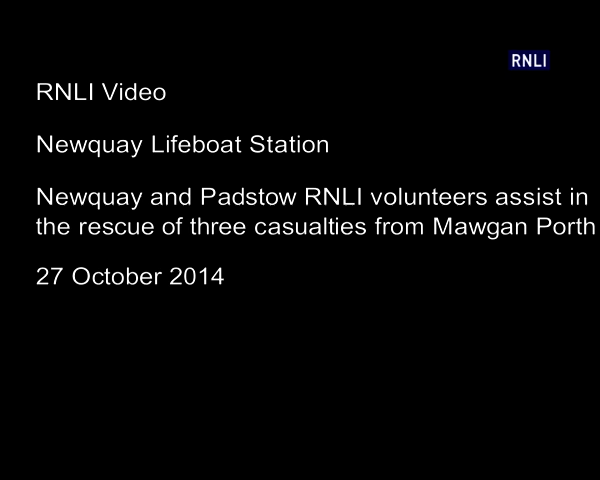 RNLI
RNLI Video
Newquay Lifeboat Station
Newquay and Padstow RNLI volunteers assist in
the rescue of three casualties from Mawgan Porth
27 October 2014